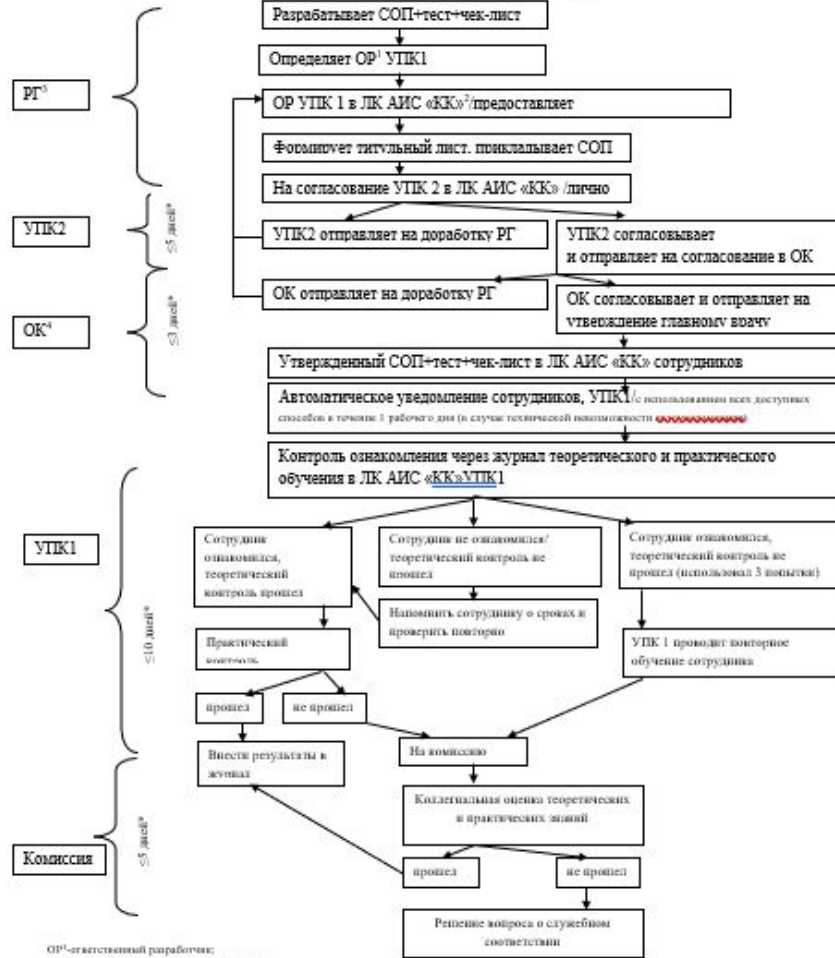 Разрабатывает СОП+тест+чек-лист
Определяет ОР¹ УПК1
РГ³
ОР УПК 1 в ЛК АИС «КК»²/предоставляет
Формирует титульный лист, прикладывает СОП
На согласование УПК 2 в ЛК АИС «КК» /лично
УПК2
≤5 дней*
УПК2 отправляет на доработку РГ
УПК2 согласовывает
и отправляет на согласование в ОК
ОК⁴
≤3 дней*
ОК отправляет на доработку РГ
ОК согласовывает и отправляет на
утверждение главному врачу
Утвержденный СОП+тест+чек-лист в ЛК АИС «КК» сотрудников
Автоматическое уведомление сотрудников, УПК1/с использованием всех доступных
способов в течение 1 рабочего дня (в случае технической невозможности
Контроль ознакомления через журнал теоретического и практического
обучения в ЛК АИС «КК»УПК1
УПК1
≤10 дней*
Сотрудник
ознакомился,
теоретический
контроль прошел
Сотрудник не ознакомился/
теоретический контроль не
прошел
Сотрудник ознакомился,
теоретический контроль не
прошел (использовал 3 попытки)
Напомнить сотруднику о сроках и
проверить повторно
Практический
контроль
УПК 1 проводит повторное
обучение сотрудника
прошел
не прошел
Внести результаты в
журнал
На комиссию
Коллегиальная оценка теоретических
и практических знаний
Комиссия
≤5 дней*
прошел
не прошел
Решение вопроса о служебном
соответствии
ОР¹-ответственный разработчик;